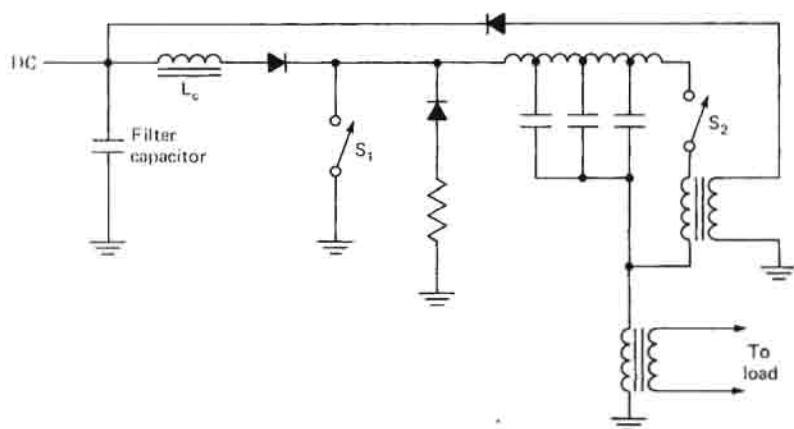 DC
L_c
Filter
capacitor
S_1
S_2
To
load